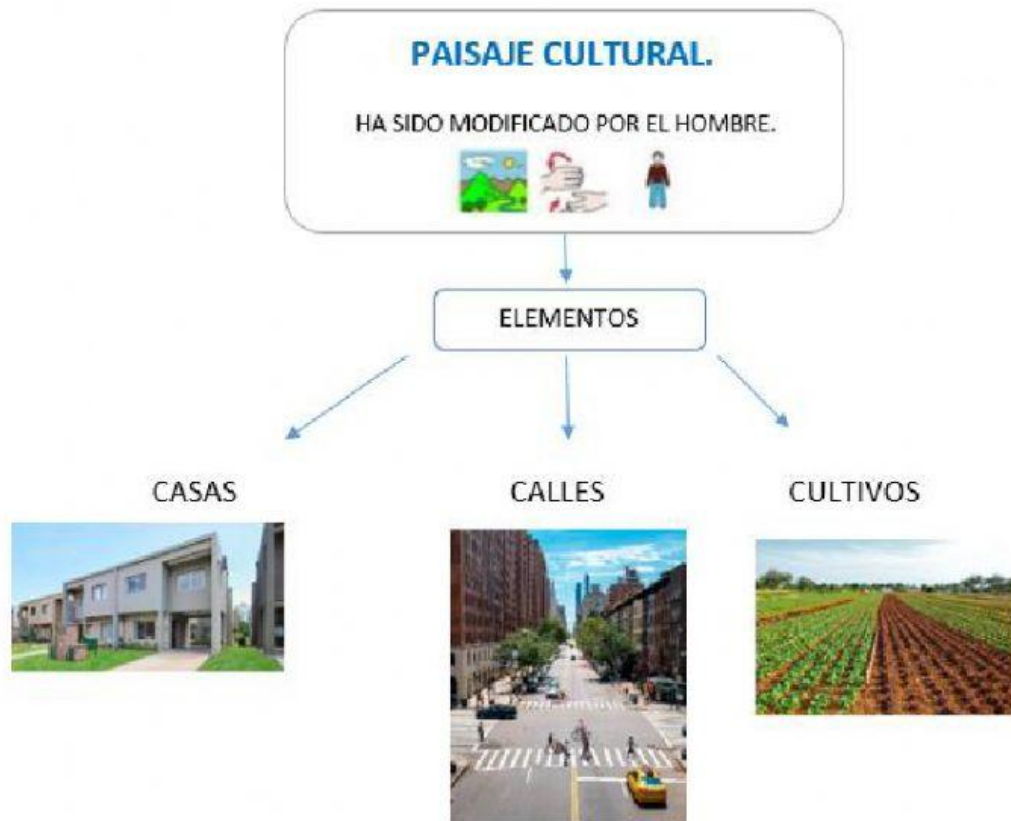 PAISAJE CULTURAL.
HA SIDO MODIFICADO POR EL HOMBRE.
ELEMENTOS
CASAS
CALLES
CULTIVOS